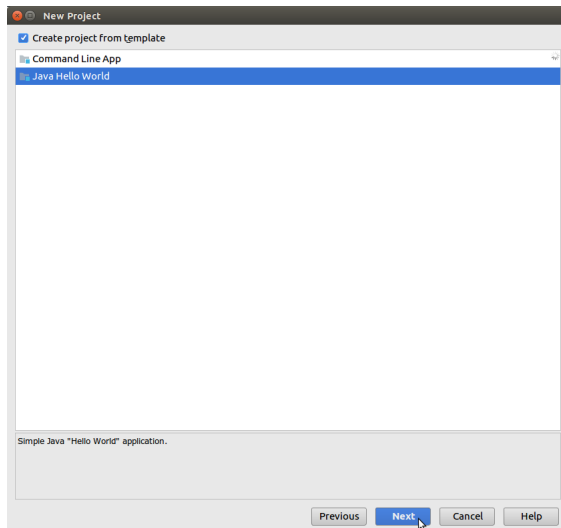 New Project
Create project from template
Command Line App
Java Hello World
Simple Java "Hello World" application.
Previous Next Cancel Help